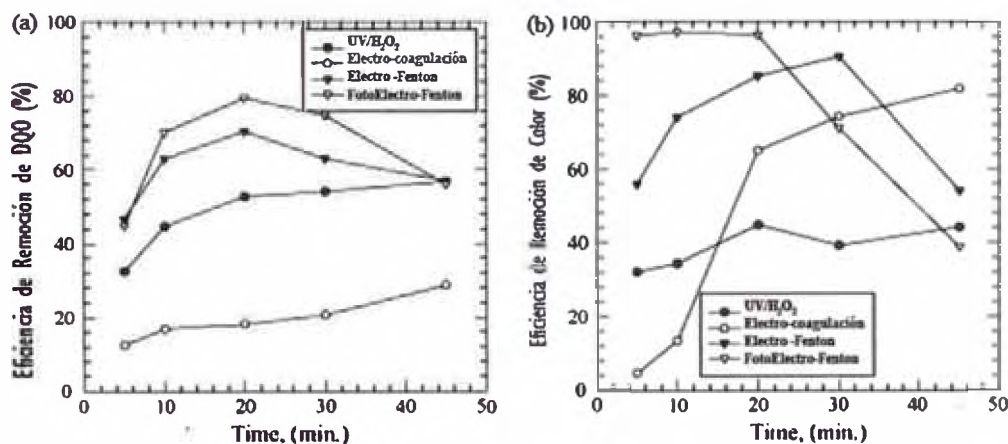 (a)
100
80
60
40
20
0
Eficiencia de Remoción de DQO (%)
UV/H₂O₂
Electro-coagulación
Electro -Fenton
FotoElectro-Fenton
0 10 20 30 40 50
Time, (min.)
(b)
100
80
60
40
20
0
Eficiencia de Remoción de Color (%)
UV/H₂O₂
Electro-coagulación
Electro -Fenton
FotoElectro-Fenton
0 10 20 30 40 50
Time, (min.)